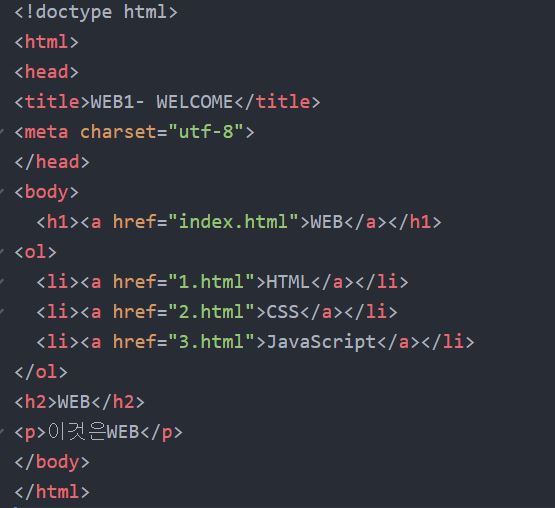 <!doctype html>
<html>
<head>
<title>WEB1- WELCOME</title>
<meta charset="utf-8">
</head>
<body>
  <h1><a href="index.html">WEB</a></h1>
<ol>
  <li><a href="1.html">HTML</a></li>
  <li><a href="2.html">CSS</a></li>
  <li><a href="3.html">JavaScript</a></li>
</ol>
<h2>WEB</h2>
<p>이것은WEB</p>
</body>
</html>